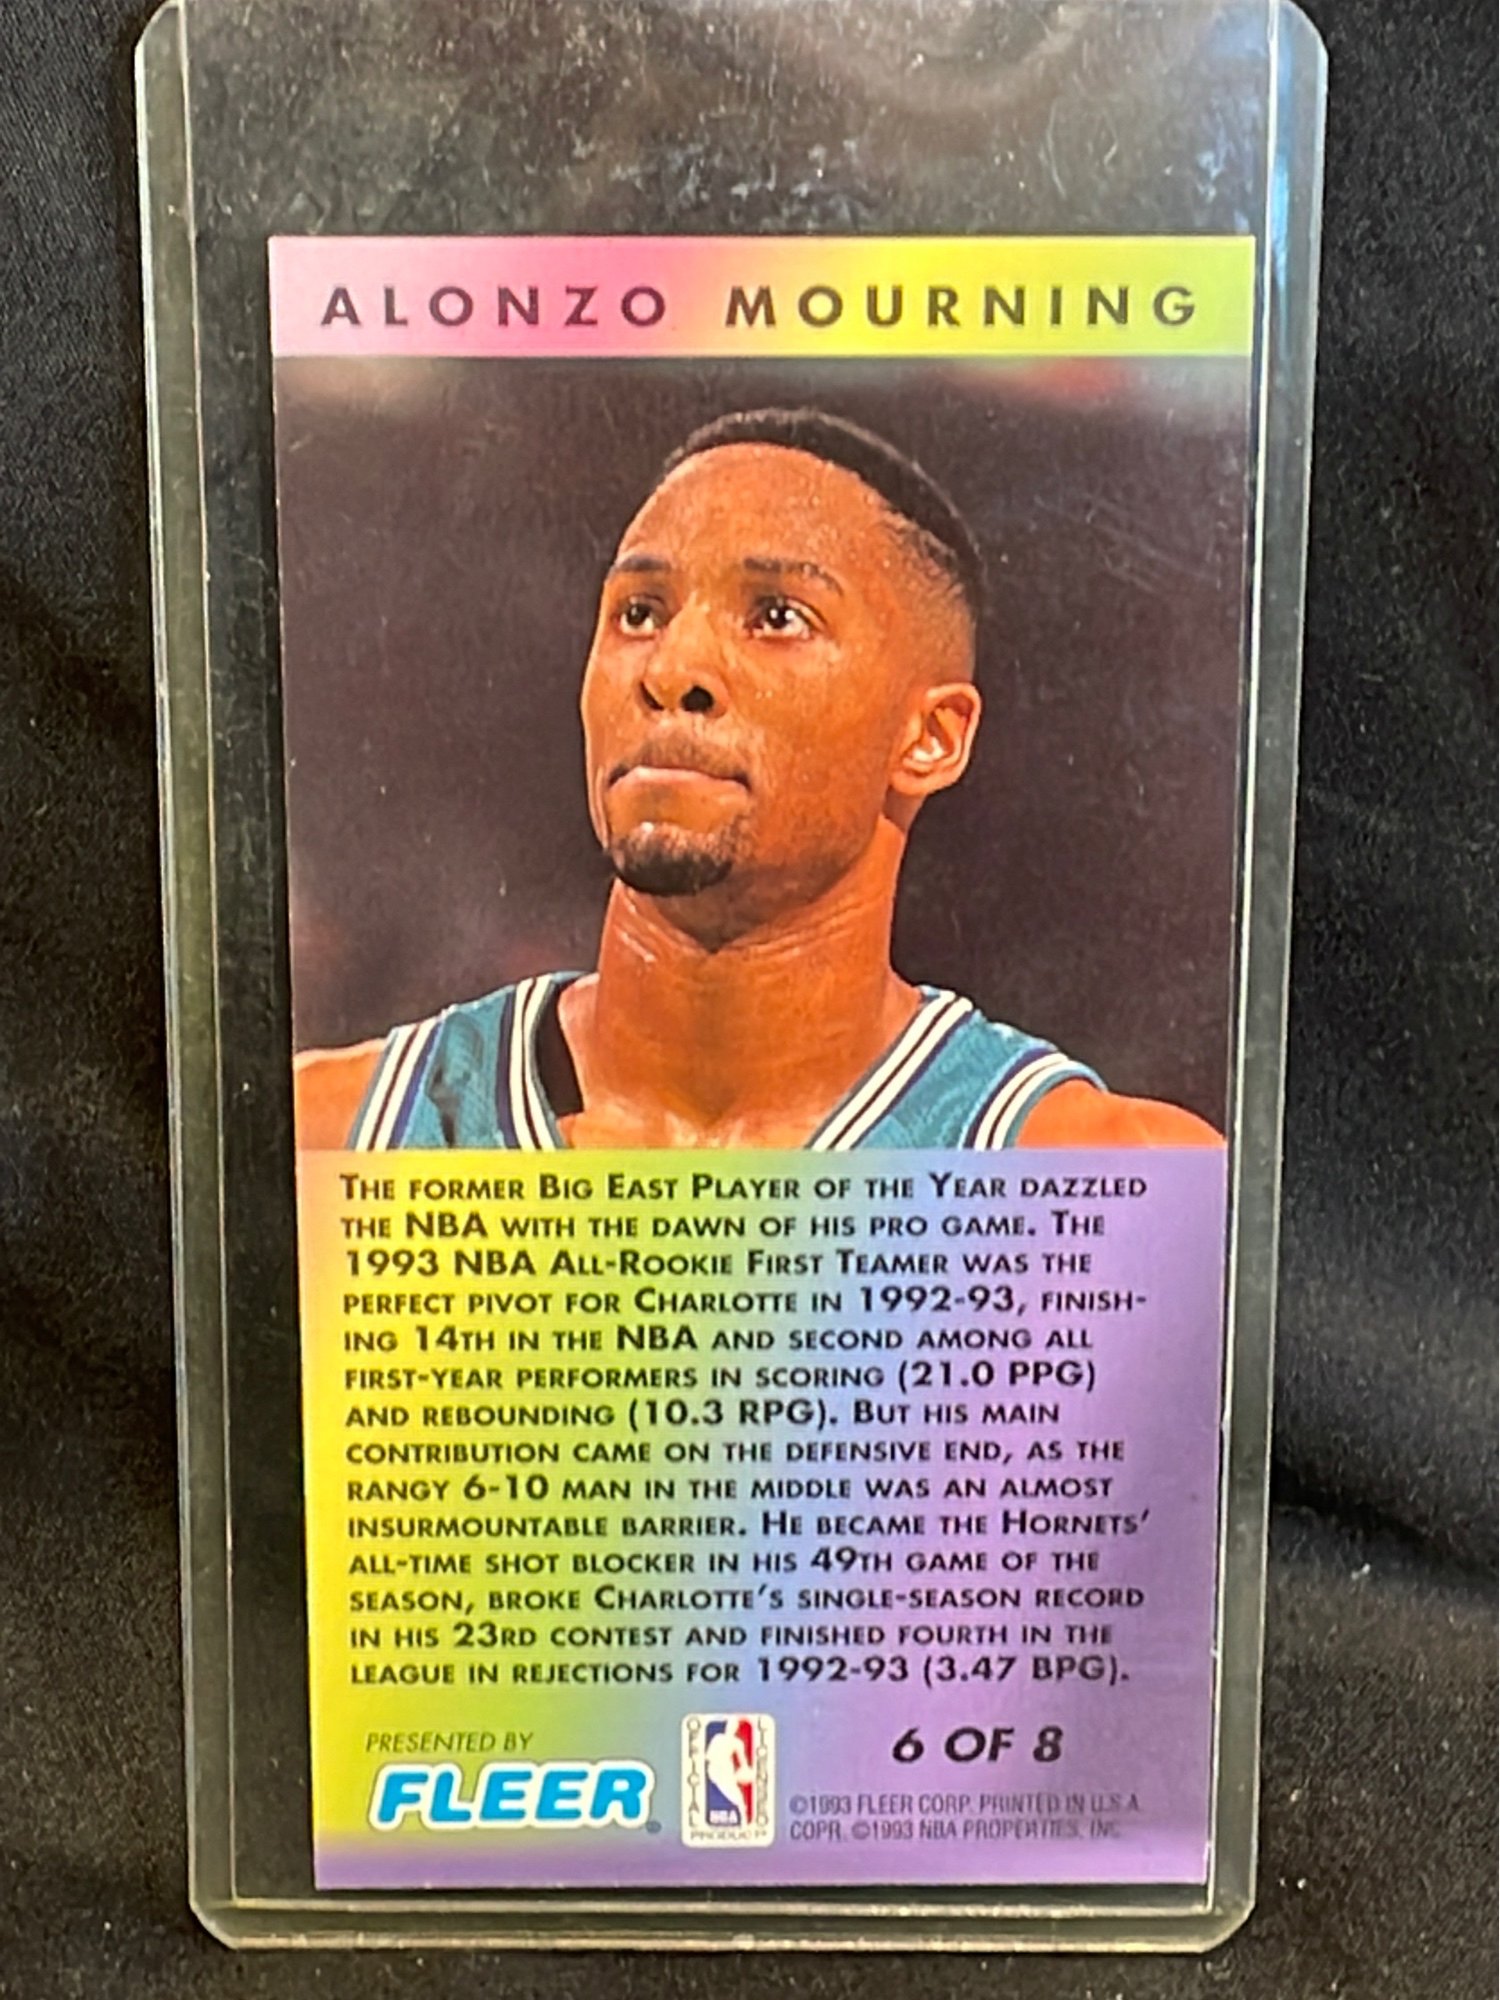 ALONZO MOURNING
THE FORMER BIG EAST PLAYER OF THE YEAR DAZZLED
THE NBA WITH THE DAWN OF HIS PRO GAME. THE
1993 NBA ALL-ROOKIE FIRST TEAMER WAS THE
PERFECT PIVOT FOR CHARLOTTE IN 1992-93, FINISH-
ING 14TH IN THE NBA AND SECOND AMONG ALL
FIRST-YEAR PERFORMERS IN SCORING (21.0 PPG)
AND REBOUNDING (10.3 RPG). BUT HIS MAIN
CONTRIBUTION CAME ON THE DEFENSIVE END, AS THE
RANGY 6-10 MAN IN THE MIDDLE WAS AN ALMOST
INSURMOUNTABLE BARRIER. HE BECAME THE HORNETS'
ALL-TIME SHOT BLOCKER IN HIS 49TH GAME OF THE
SEASON, BROKE CHARLOTTE'S SINGLE-SEASON RECORD
IN HIS 23RD CONTEST AND FINISHED FOURTH IN THE
LEAGUE IN REJECTIONS FOR 1992-93 (3.47 BPG).
PRESENTED BY
FLEER®
OFFICIAL
LICENSED
NBA
PRODUCT
6 OF 8
©1993 FLEER CORP. PRINTED IN U.S.A.
COPR. ©1993 NBA PROPERTIES, INC.